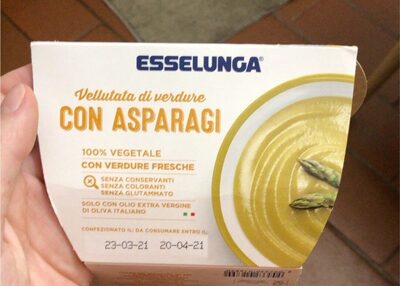 ESSELUNGA®
Vellutata di verdure
CON ASPARAGI
100% VEGETALE
CON VERDURE FRESCHE
SENZA CONSERVANTI
SENZA COLORANTI
SENZA GLUTAMMATO
SOLO CON OLIO EXTRA VERGINE
DI OLIVA ITALIANO
CONFEZIONATO IL: DA CONSUMARE ENTRO IL:
23-03-21 20-04-21